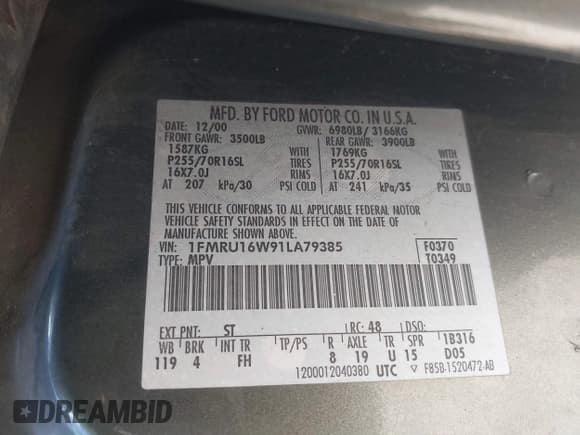 MFD. BY FORD MOTOR CO. IN U.S.A.
DATE: 12/00 GVWR: 6980LB/ 3166KG
FRONT GAWR: 3500LB REAR GAWR: 3900LB
1587KG WITH 1769KG WITH
P255/70R16SL TIRES P255/70R16SL TIRES
16X7.0J RIMS 16X7.0J RIMS
AT 207 kPa/30 PSI COLD AT 241 kPa/35 PSI COLD
THIS VEHICLE CONFORMS TO ALL APPLICABLE FEDERAL MOTOR
VEHICLE SAFETY STANDARDS IN EFFECT ON THE DATE OF
MANUFACTURE SHOWN ABOVE.
VIN: 1FMRU16W91LA79385 F0370
TYPE: MPV T0349
EXT PNT: ST RC: 48 DSO:
WB BRK INT TR TP/PS R AXLE TR S 1B316
119 4 FH 8 19 U 15 D05
1200012040380 UTC ▽ F85B-1520472-AB
DREAMBID